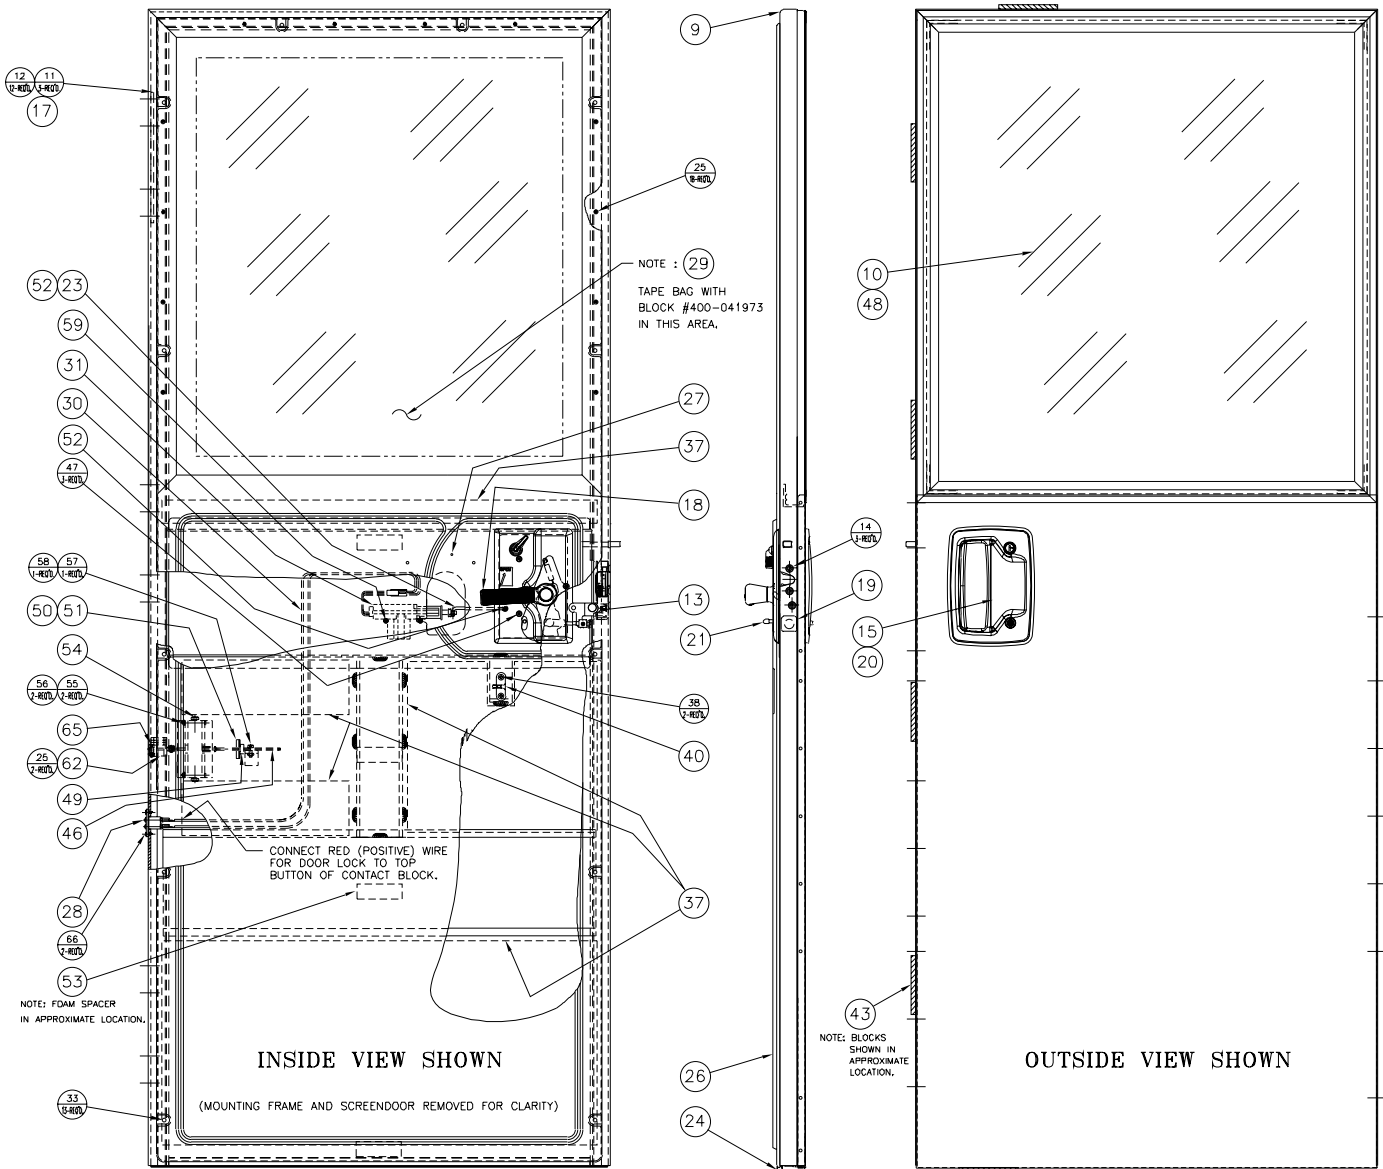 9
12 11
12-REQ'D. 3-REQ'D.
17
25
18-REQ'D.
NOTE : 29
TAPE BAG WITH
BLOCK #400-041973
IN THIS AREA.
10
48
52 23
59
31
30
52
47
3-REQ'D.
27
37
18
14
3-REQ'D.
58 57
1-REQ'D. 1-REQ'D.
50 51
54
56 55
2-REQ'D. 2-REQ'D.
65
25 62
2-REQ'D.
49
46
13
21
19
15
20
38
2-REQ'D.
40
CONNECT RED (POSITIVE) WIRE
FOR DOOR LOCK TO TOP
BUTTON OF CONTACT BLOCK.
28
66
2-REQ'D.
53
NOTE: FOAM SPACER
IN APPROXIMATE LOCATION.
37
43
NOTE: BLOCKS
SHOWN IN
APPROXIMATE
LOCATION.
INSIDE VIEW SHOWN
(MOUNTING FRAME AND SCREENDOOR REMOVED FOR CLARITY)
OUTSIDE VIEW SHOWN
33
13-REQ'D.
26
24